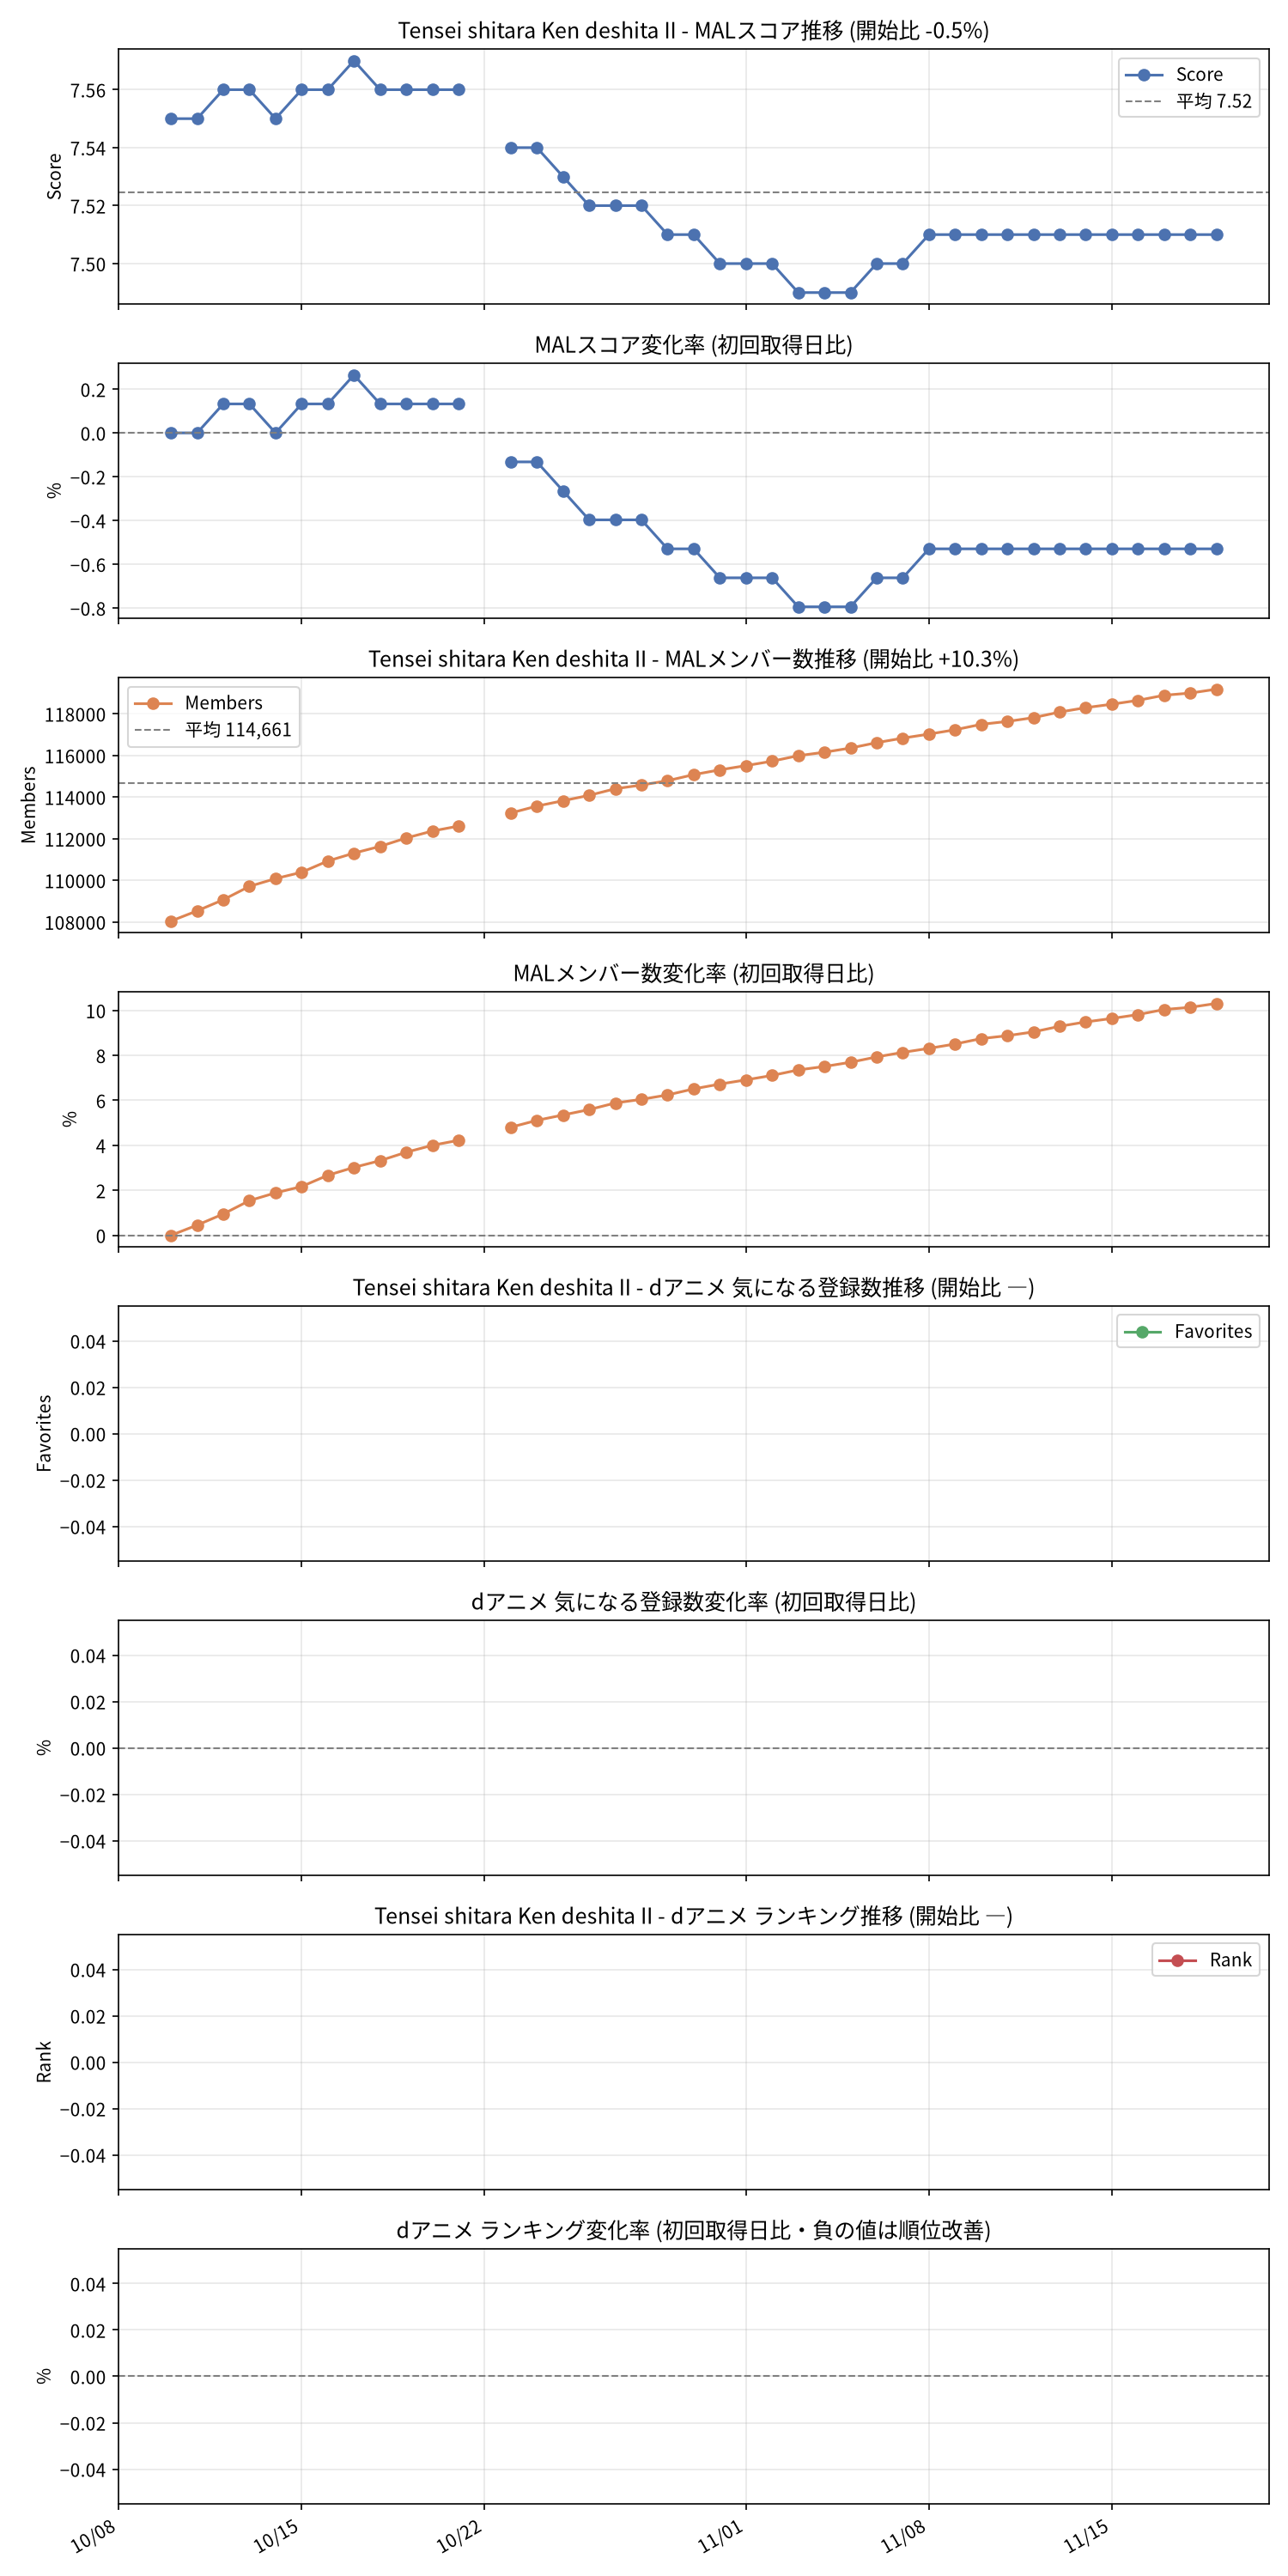 Tensei shitara Ken deshita II - MALスコア推移 (開始比 -0.5%)
Score
7.56
7.54
7.52
7.50
Score
平均 7.52
MALスコア変化率 (初回取得日比)
%
0.2
0.0
−0.2
−0.4
−0.6
−0.8
Tensei shitara Ken deshita II - MALメンバー数推移 (開始比 +10.3%)
Members
118000
116000
114000
112000
110000
108000
Members
平均 114,661
MALメンバー数変化率 (初回取得日比)
%
10
8
6
4
2
0
Tensei shitara Ken deshita II - dアニメ 気になる登録数推移 (開始比 —)
Favorites
0.04
0.02
0.00
−0.02
−0.04
Favorites
dアニメ 気になる登録数変化率 (初回取得日比)
%
0.04
0.02
0.00
−0.02
−0.04
Tensei shitara Ken deshita II - dアニメ ランキング推移 (開始比 —)
Rank
0.04
0.02
0.00
−0.02
−0.04
Rank
dアニメ ランキング変化率 (初回取得日比・負の値は順位改善)
%
0.04
0.02
0.00
−0.02
−0.04
10/08
10/15
10/22
11/01
11/08
11/15